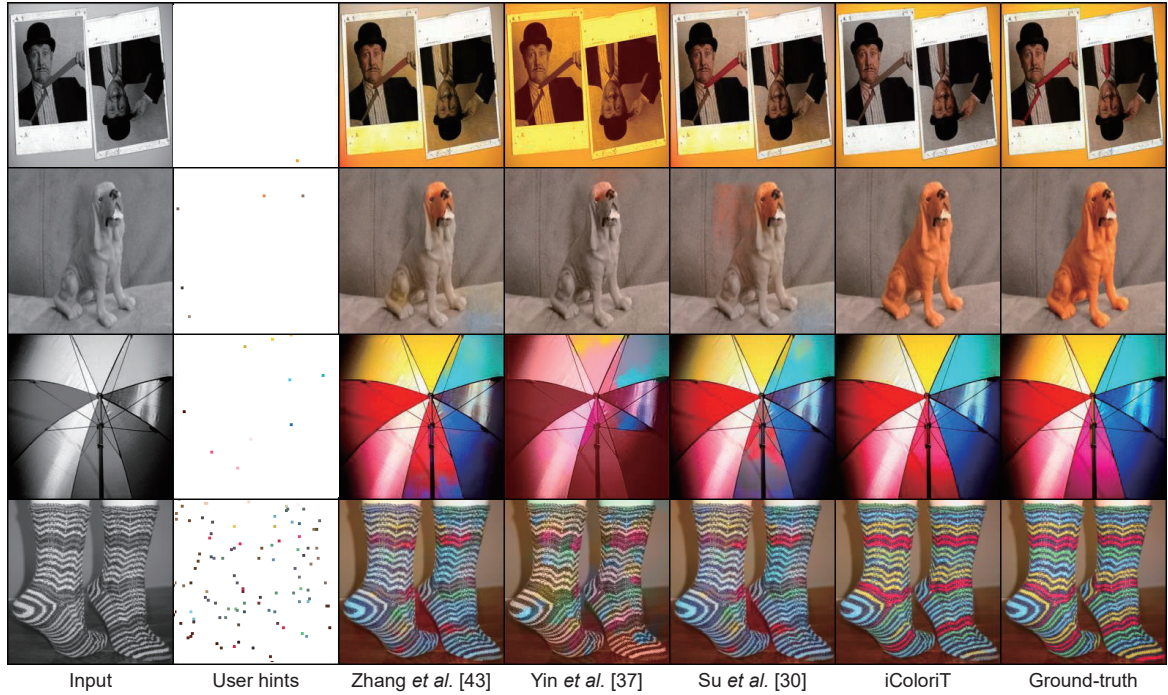 Input User hints Zhang et al. [43] Yin et al. [37] Su et al. [30] iColoriT Ground-truth